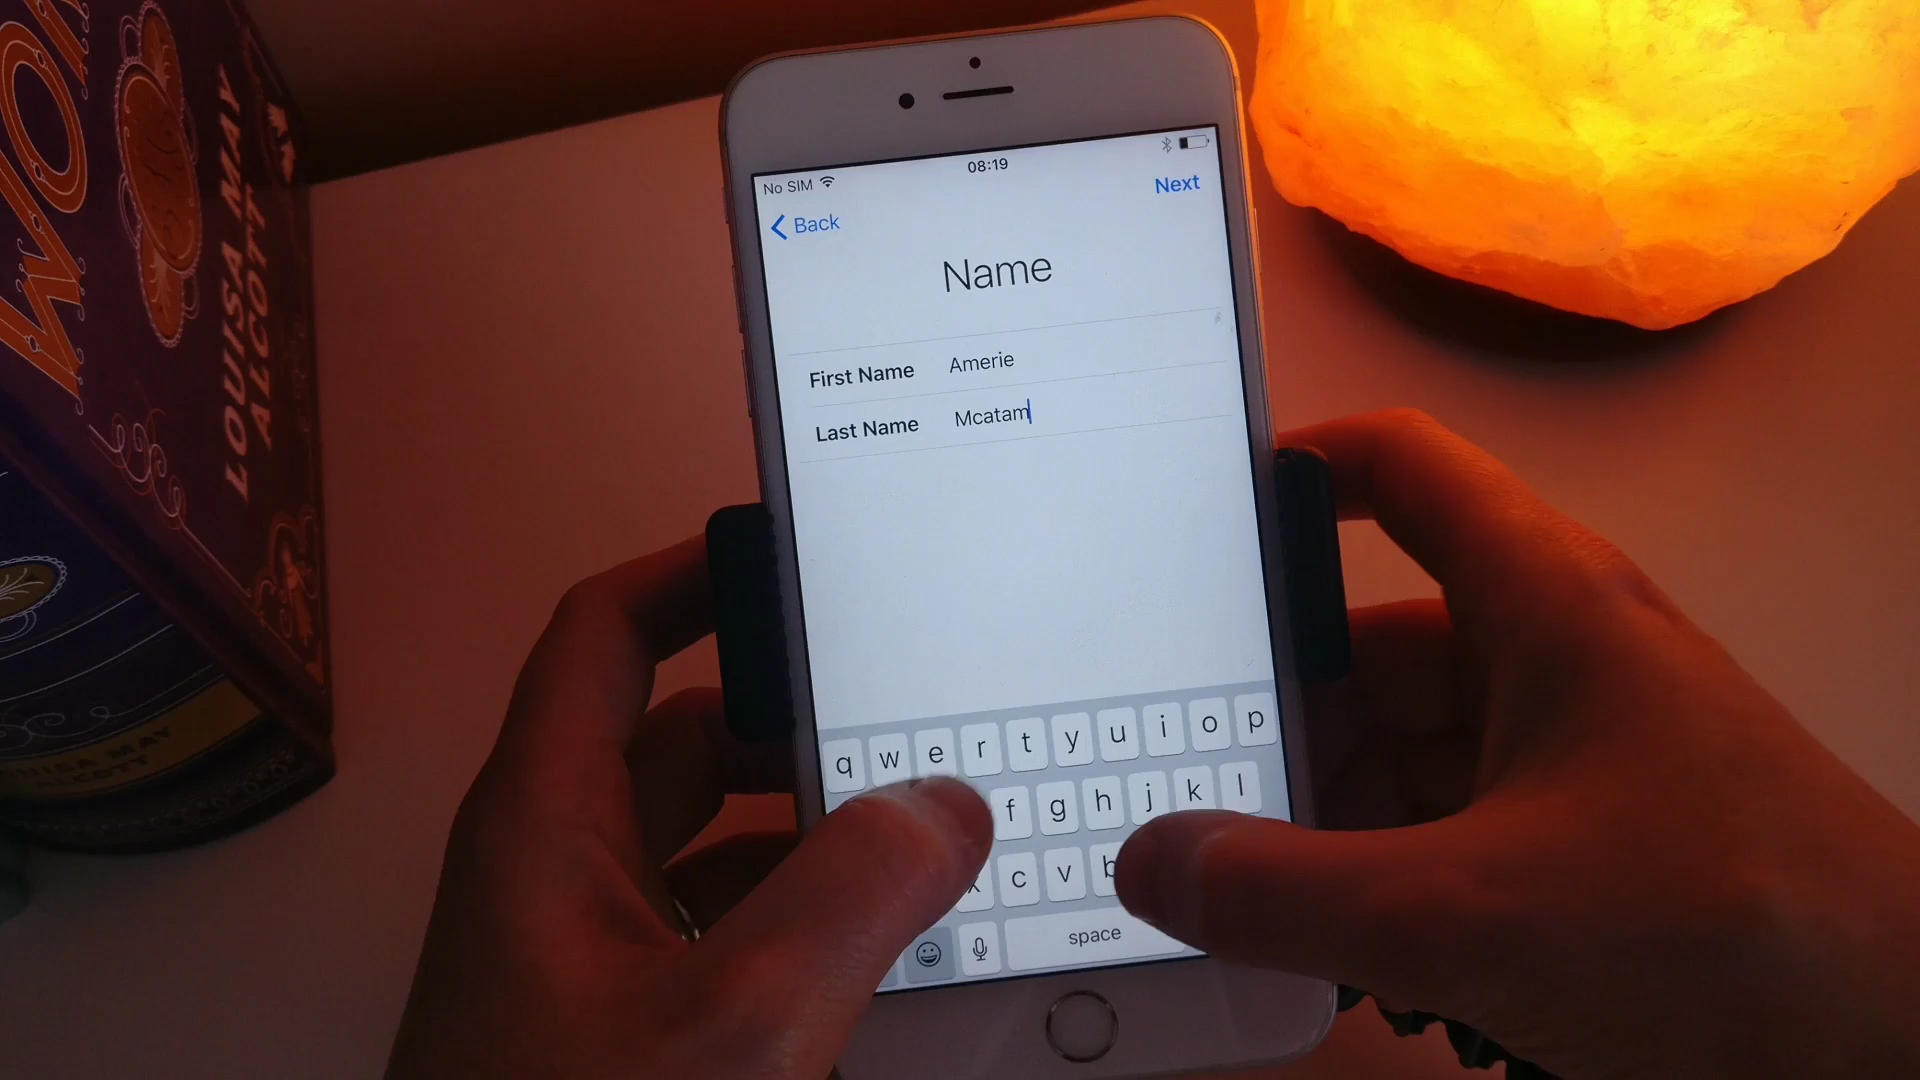 LOUISA MAY
ALCOTT
No SIM
08:19
Back
Next
Name
First Name Amerie
Last Name Mcatam
q w e r t y u i o p
f g h j k l
x c v b
space